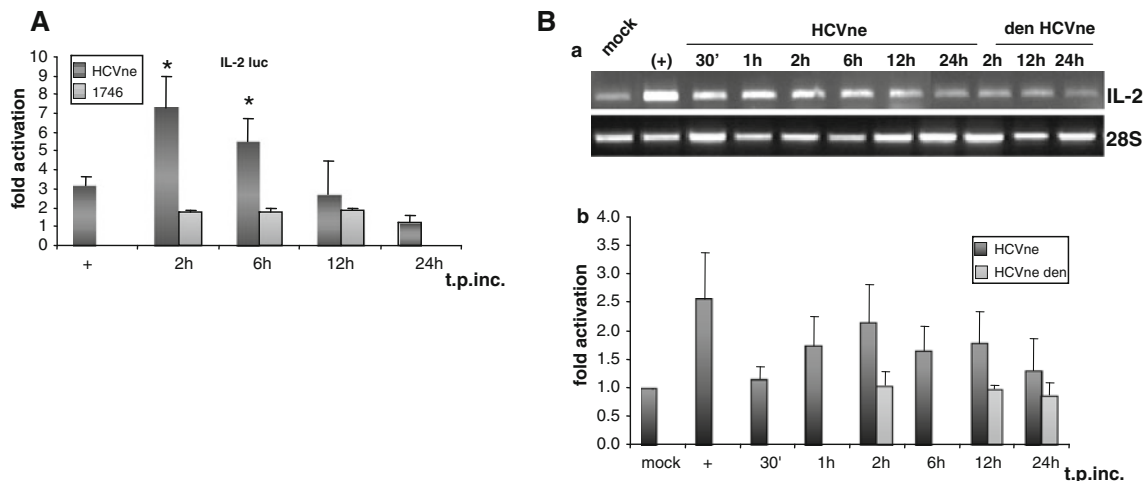 A
IL-2 luc
HCVne
1746
fold activation
10
9
8
7
6
5
4
3
2
1
0
*
*
+ 2h 6h 12h 24h
t.p.inc.
B
a
mock (+) HCVne den HCVne
30' 1h 2h 6h 12h 24h 2h 12h 24h
IL-2
28S
b
HCVne
HCVne den
fold activation
4.0
3.5
3.0
2.5
2.0
1.5
1.0
0.5
0.0
mock + 30' 1h 2h 6h 12h 24h
t.p.inc.